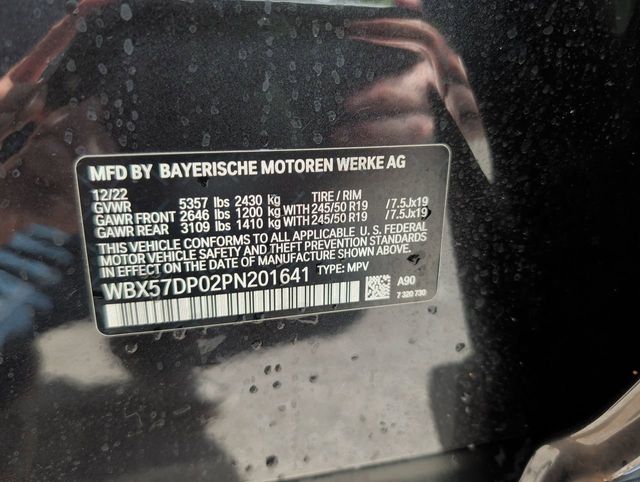 MFD BY BAYERISCHE MOTOREN WERKE AG
12/22
GVWR 5357 lbs 2430 kg TIRE / RIM
GAWR FRONT 2646 lbs 1200 kg WITH 245/50 R19 /7.5Jx19
GAWR REAR 3109 lbs 1410 kg WITH 245/50 R19 /7.5Jx19
THIS VEHICLE CONFORMS TO ALL APPLICABLE U.S. FEDERAL
MOTOR VEHICLE SAFETY AND THEFT PREVENTION STANDARDS
IN EFFECT ON THE DATE OF MANUFACTURE SHOWN ABOVE.
WBX57DP02PN201641 TYPE: MPV
A90
7 320 730